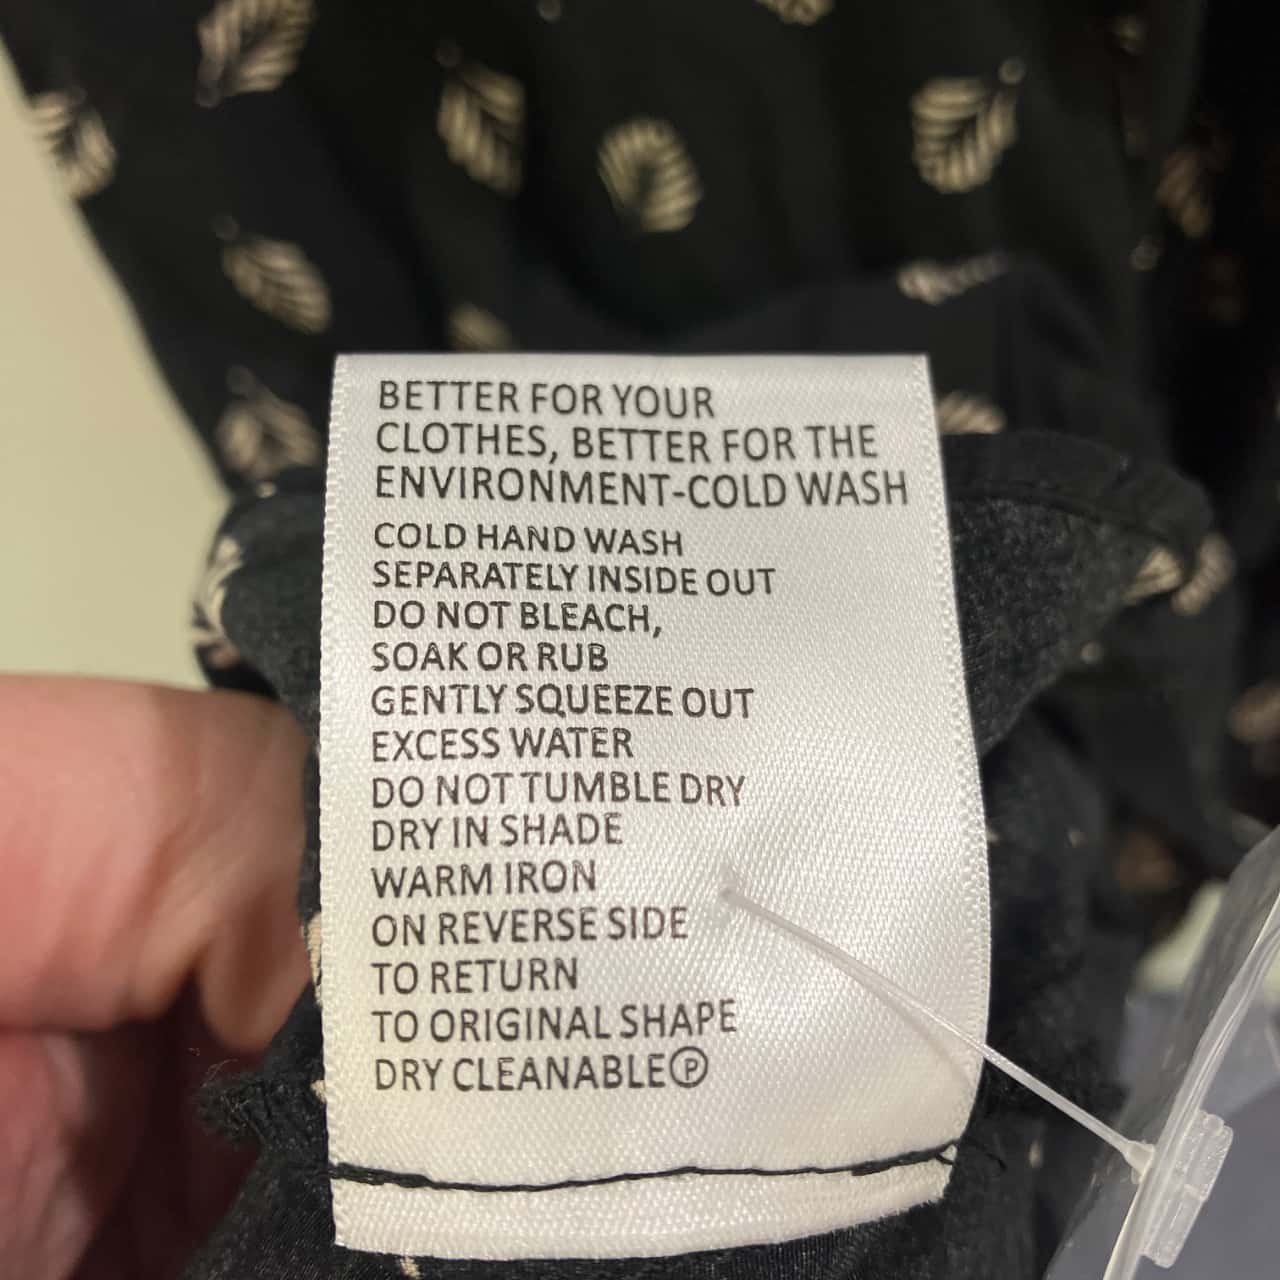 BETTER FOR YOUR
CLOTHES, BETTER FOR THE
ENVIRONMENT-COLD WASH
COLD HAND WASH
SEPARATELY INSIDE OUT
DO NOT BLEACH,
SOAK OR RUB
GENTLY SQUEEZE OUT
EXCESS WATER
DO NOT TUMBLE DRY
DRY IN SHADE
WARM IRON
ON REVERSE SIDE
TO RETURN
TO ORIGINAL SHAPE
DRY CLEANABLEⓅ